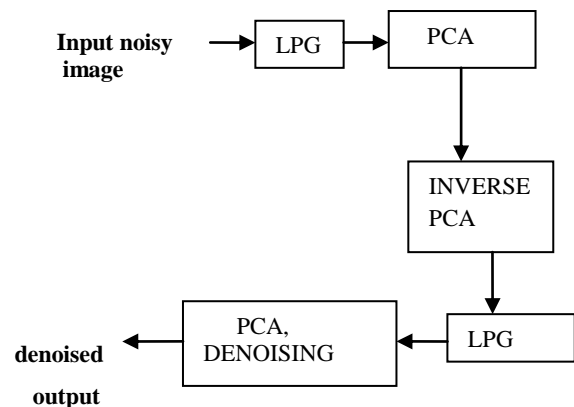 Input noisy
image
LPG
PCA
INVERSE
PCA
LPG
PCA,
DENOISING
denoised
output